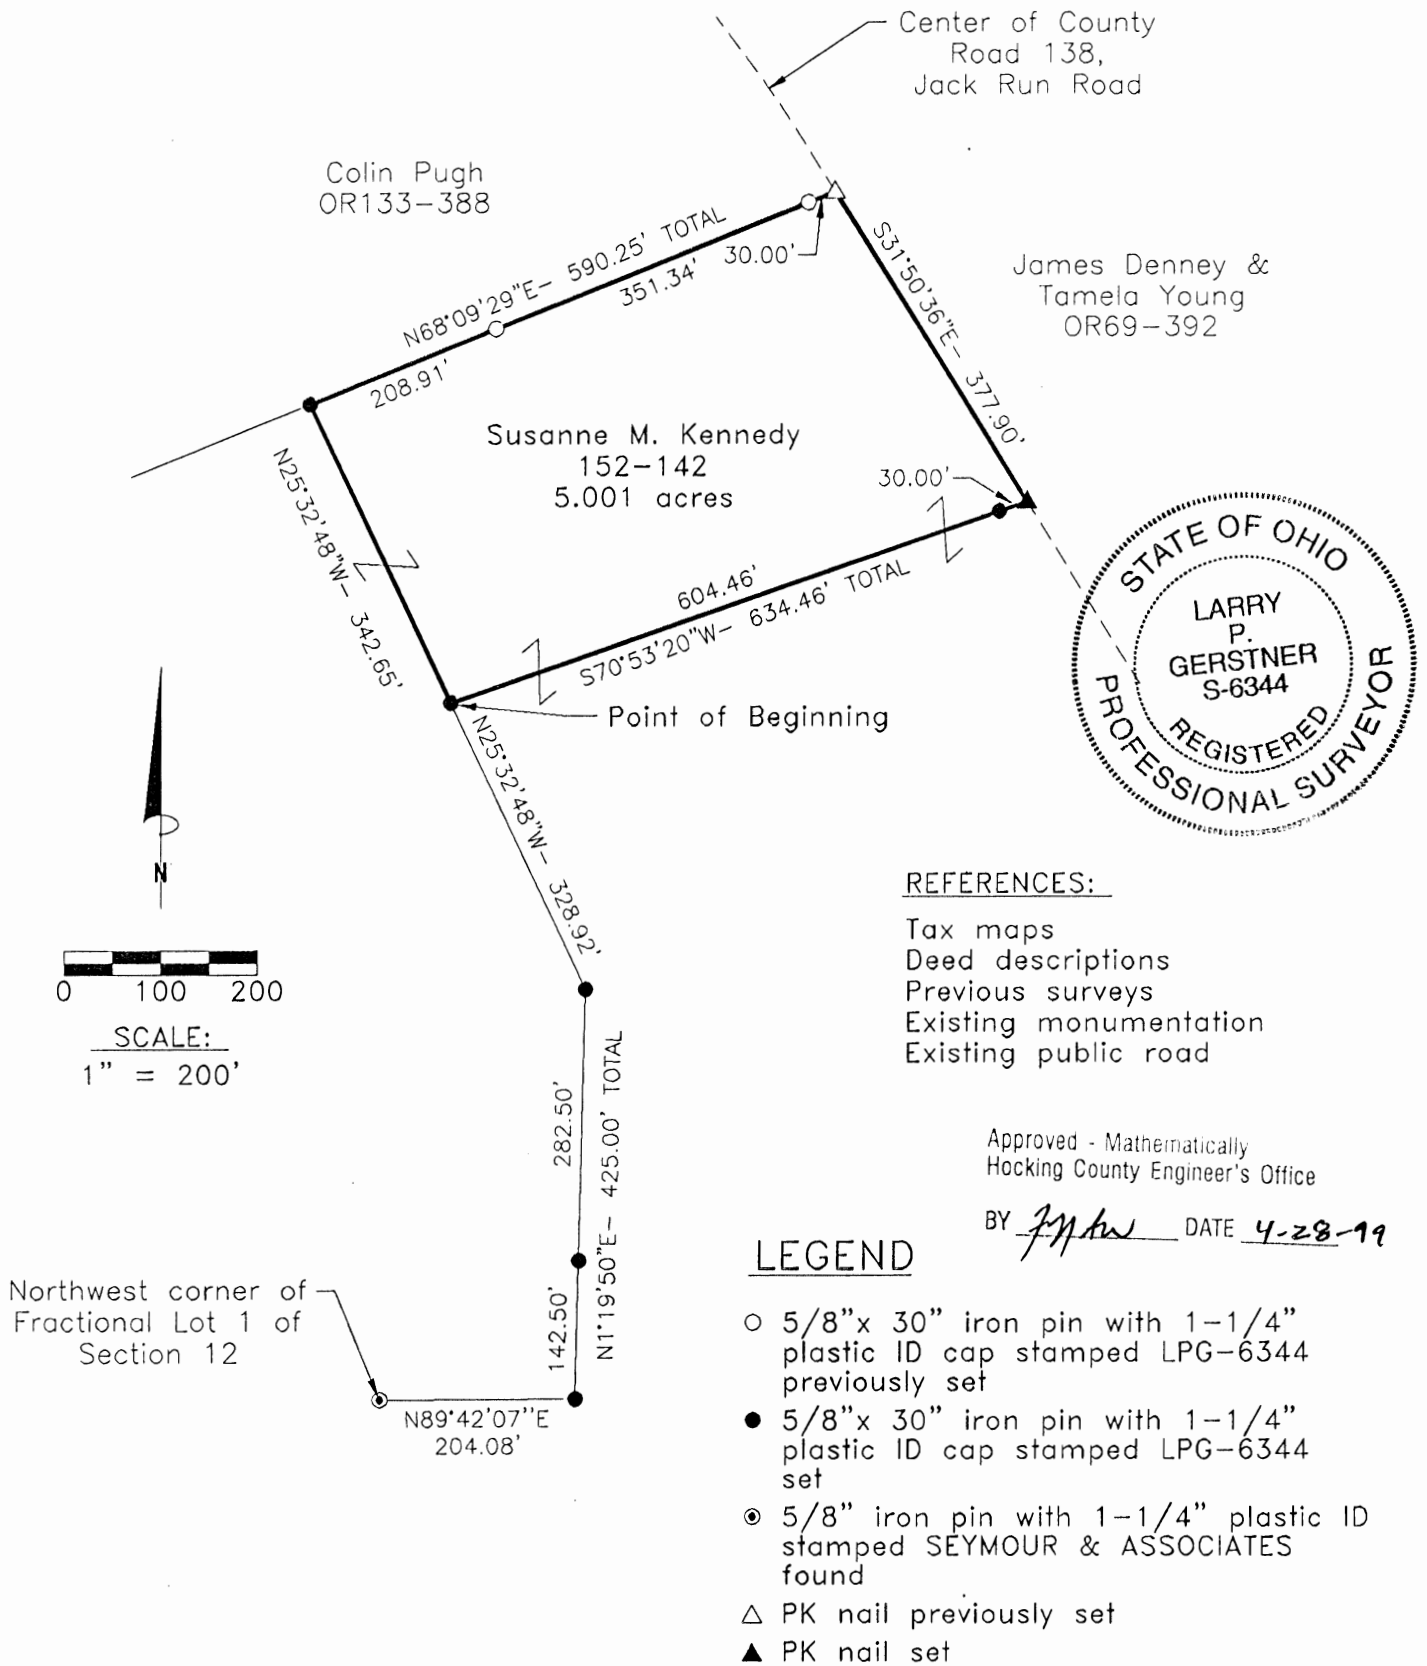 Center of County
Road 138,
Jack Run Road
Colin Pugh
OR133-388
N68°09'29"E- 590.25' TOTAL
351.34'
30.00'
208.91'
S31°50'36"E- 377.90'
James Denney &
Tamela Young
OR69-392
Susanne M. Kennedy
152-142
5.001 acres
30.00'
N25°32'48"W- 342.65'
604.46'
S70°53'20"W- 634.46' TOTAL
Point of Beginning
STATE OF OHIO
LARRY
P.
GERSTNER
S-6344
REGISTERED
PROFESSIONAL SURVEYOR
N25°32'48"W- 328.92'
N
0 100 200
SCALE:
1" = 200'
REFERENCES:
Tax maps
Deed descriptions
Previous surveys
Existing monumentation
Existing public road
282.50'
N1°19'50"E- 425.00' TOTAL
142.50'
Approved - Mathematically
Hocking County Engineer's Office
BY DATE 4-28-99
Northwest corner of
Fractional Lot 1 of
Section 12
N89°42'07"E
204.08'
LEGEND
5/8"x 30" iron pin with 1-1/4"
plastic ID cap stamped LPG-6344
previously set
5/8"x 30" iron pin with 1-1/4"
plastic ID cap stamped LPG-6344
set
5/8" iron pin with 1-1/4" plastic ID
stamped SEYMOUR & ASSOCIATES
found
PK nail previously set
PK nail set